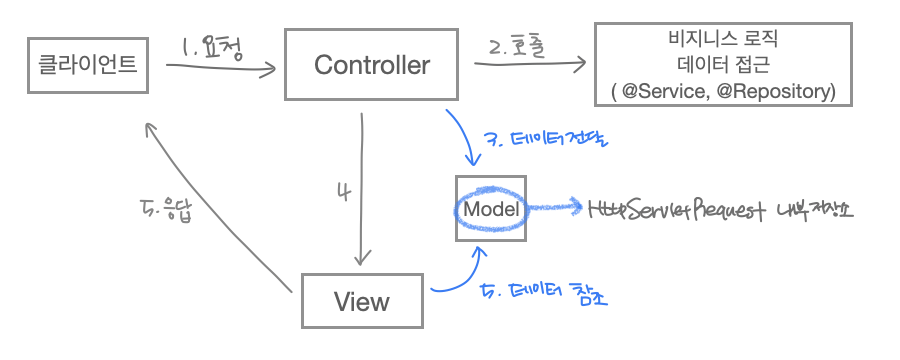 클라이언트
1. 요청
Controller
2. 호출
비지니스 로직
데이터 접근
( @Service, @Repository)
3. 데이터전달
4
Model
HttpServletRequest 내부저장소
5. 응답
View
5. 데이터 참조